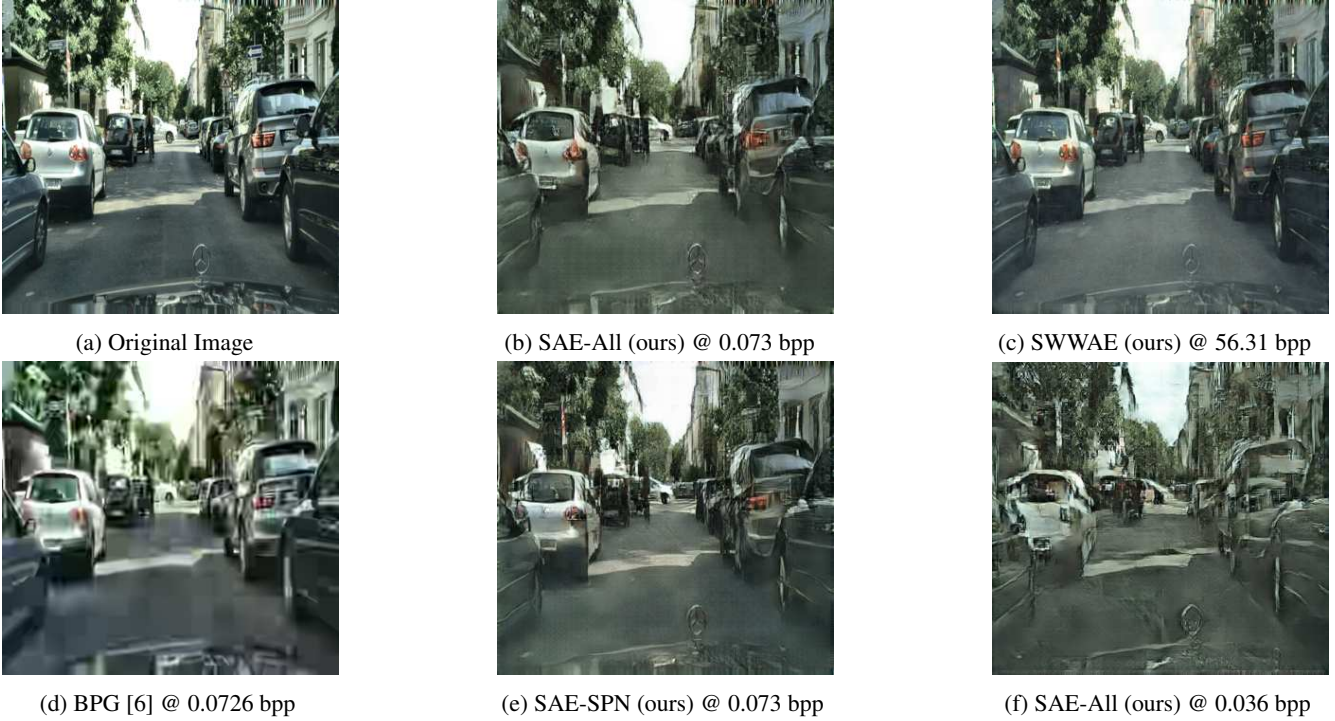 (a) Original Image
(b) SAE-All (ours) @ 0.073 bpp
(c) SWWAE (ours) @ 56.31 bpp
(d) BPG [6] @ 0.0726 bpp
(e) SAE-SPN (ours) @ 0.073 bpp
(f) SAE-All (ours) @ 0.036 bpp